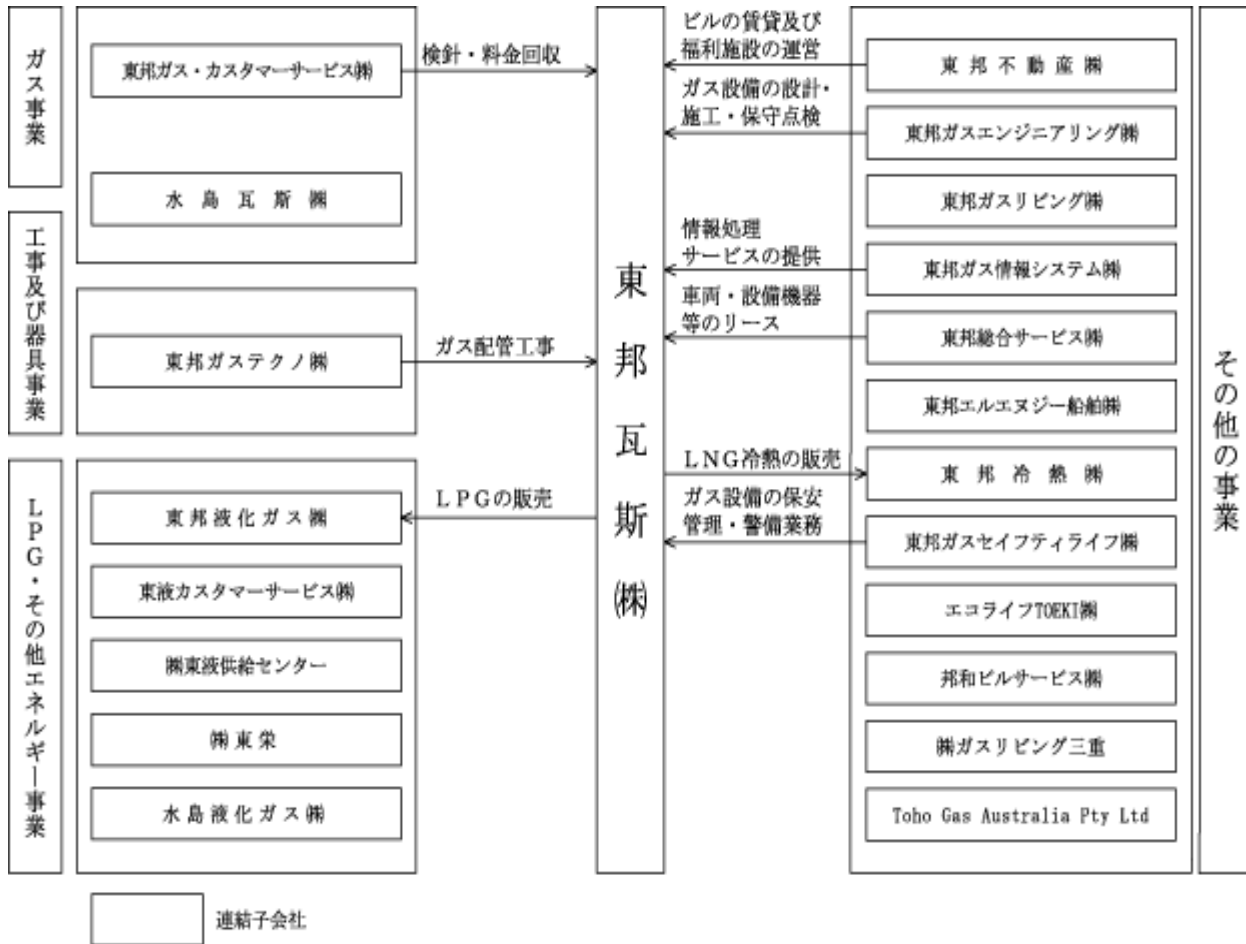 ガス事業
東邦ガス・カスタマーサービス㈱
水島瓦斯㈱
検針・料金回収
工事及び器具事業
東邦ガステクノ㈱
ガス配管工事
LPG・その他エネルギー事業
東邦液化ガス㈱
東液カスタマーサービス㈱
㈱東液供給センター
㈱東栄
水島液化ガス㈱
LPGの販売
東邦瓦斯㈱
ビルの賃貸及び
福利施設の運営
ガス設備の設計・
施工・保守点検
情報処理
サービスの提供
車両・設備機器
等のリース
LNG冷熱の販売
ガス設備の保安
管理・警備業務
東邦不動産㈱
東邦ガスエンジニアリング㈱
東邦ガスリビング㈱
東邦ガス情報システム㈱
東邦総合サービス㈱
東邦エルエヌジー船舶㈱
東邦冷熱㈱
東邦ガスセイフティライフ㈱
エコライフTOEKI㈱
邦和ビルサービス㈱
㈱ガスリビング三重
Toho Gas Australia Pty Ltd
その他の事業
連結子会社